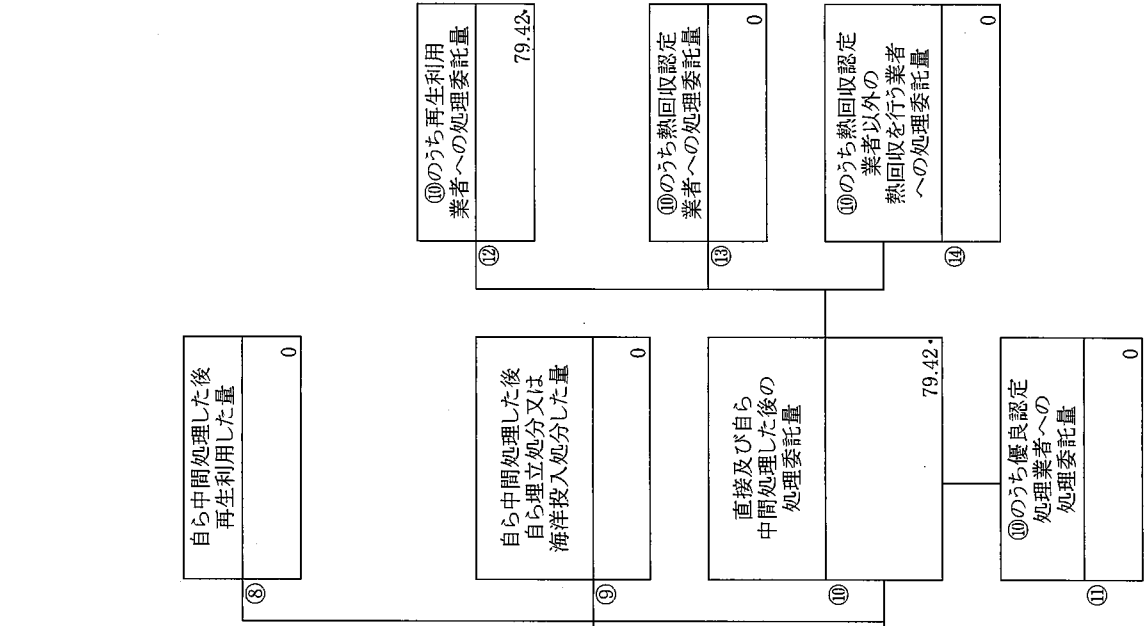 ⑧
自ら中間処理した後
再生利用した量
0
⑨
自ら中間処理した後
自ら埋立処分又は
海洋投入処分した量
0
⑩
直接及び自ら
中間処理した後の
処理委託量
79.42
⑪
⑩のうち優良認定
処理業者への
処理委託量
0
⑫
⑩のうち再生利用
業者への処理委託量
79.42
⑬
⑩のうち熱回収認定
業者への処理委託量
0
⑭
⑩のうち熱回収認定
業者以外の
熱回収を行う業者
への処理委託量
0